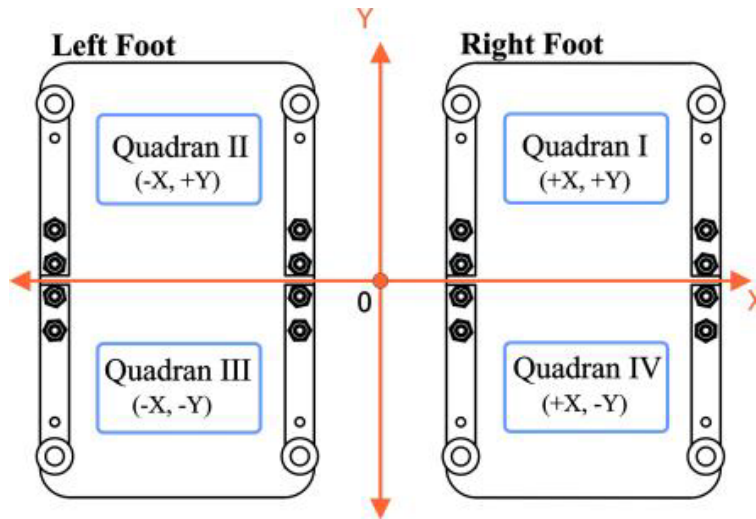 Y
Left Foot
Right Foot
Quadran II
(-X, +Y)
Quadran I
(+X, +Y)
0
X
Quadran III
(-X, -Y)
Quadran IV
(+X, -Y)